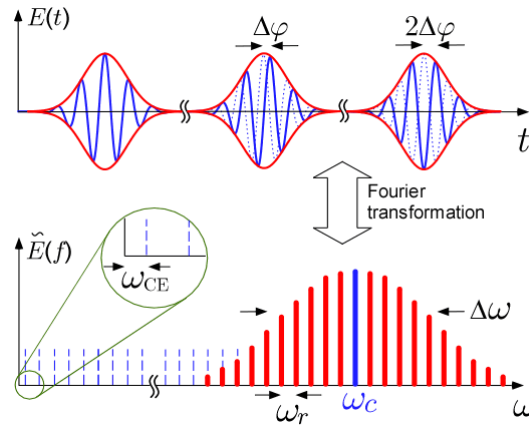 E(t)
Δφ
2Δφ
t
Fourier
transformation
Ĕ(f)
ω_CE
Δω
ω_r
ω_c
ω